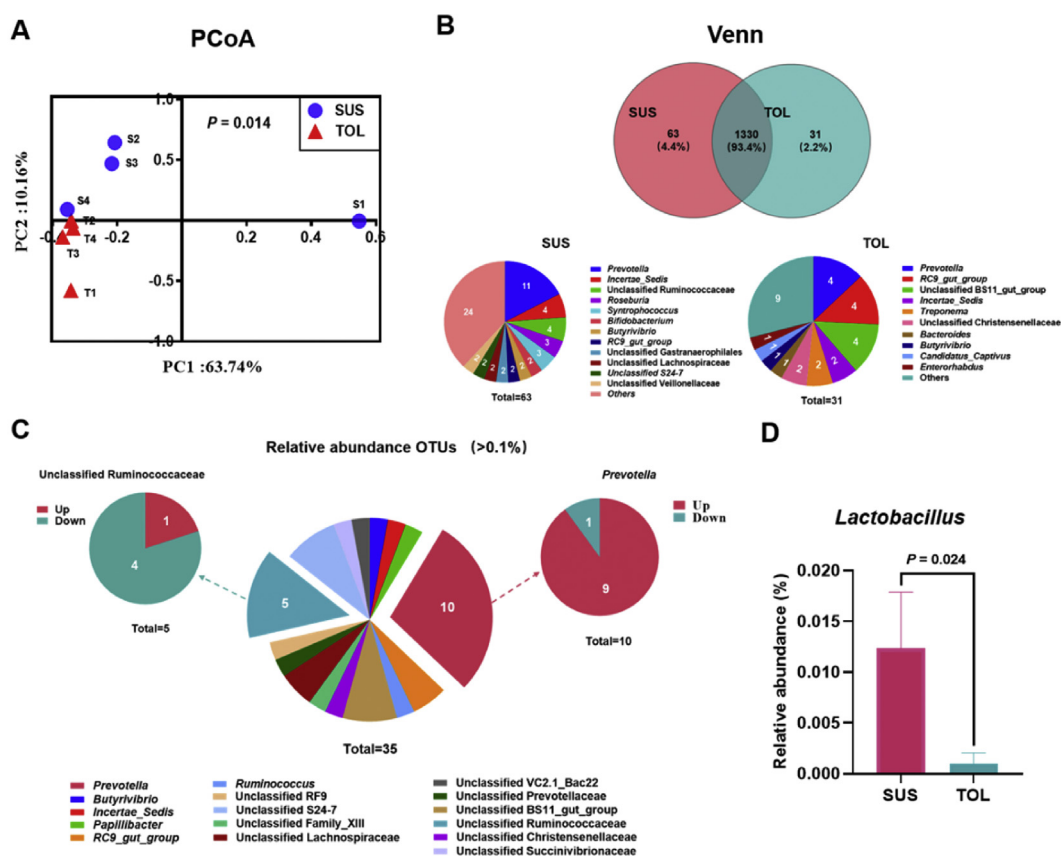 A
PCoA
P = 0.014
SUS
TOL
1.0
0.5
-0.5
-1.0
-0.2
0.2
0.4
0.6
S2
S3
S4
S1
T2
T4
T3
T1
PC2 :10.16%
PC1 :63.74%
B
Venn
SUS
TOL
63
(4.4%)
1330
(93.4%)
31
(2.2%)
SUS
11
4
4
3
3
2
2
2
2
2
2
2
24
Total=63
Prevotella
Incertae_Sedis
Unclassified Ruminococcaceae
Roseburia
Syntrophococcus
Bifidobacterium
Butyrivibrio
RC9_gut_group
Unclassified Gastranaerophilales
Unclassified Lachnospiraceae
Unclassified S24-7
Unclassified Veillonellaceae
Others
TOL
4
4
4
2
2
2
1
1
1
1
9
Total=31
Prevotella
RC9_gut_group
Unclassified BS11_gut_group
Incertae_Sedis
Treponema
Unclassified Christensenellaceae
Bacteroides
Butyrivibrio
Candidatus_Captivus
Enterorhabdus
Others
C
Relative abundance OTUs (>0.1%)
Unclassified Ruminococcaceae
Up
Down
1
4
Total=5
5
10
Total=35
Prevotella
Up
Down
1
9
Total=10
Prevotella
Butyrivibrio
Incertae_Sedis
Papillibacter
RC9_gut_group
Ruminococcus
Unclassified RF9
Unclassified S24-7
Unclassified Family_XIII
Unclassified Lachnospiraceae
Unclassified VC2.1_Bac22
Unclassified Prevotellaceae
Unclassified BS11_gut_group
Unclassified Ruminococcaceae
Unclassified Christensenellaceae
Unclassified Succinivibrionaceae
D
Lactobacillus
P = 0.024
Relative abundance (%)
0.020
0.015
0.010
0.005
0.000
SUS
TOL